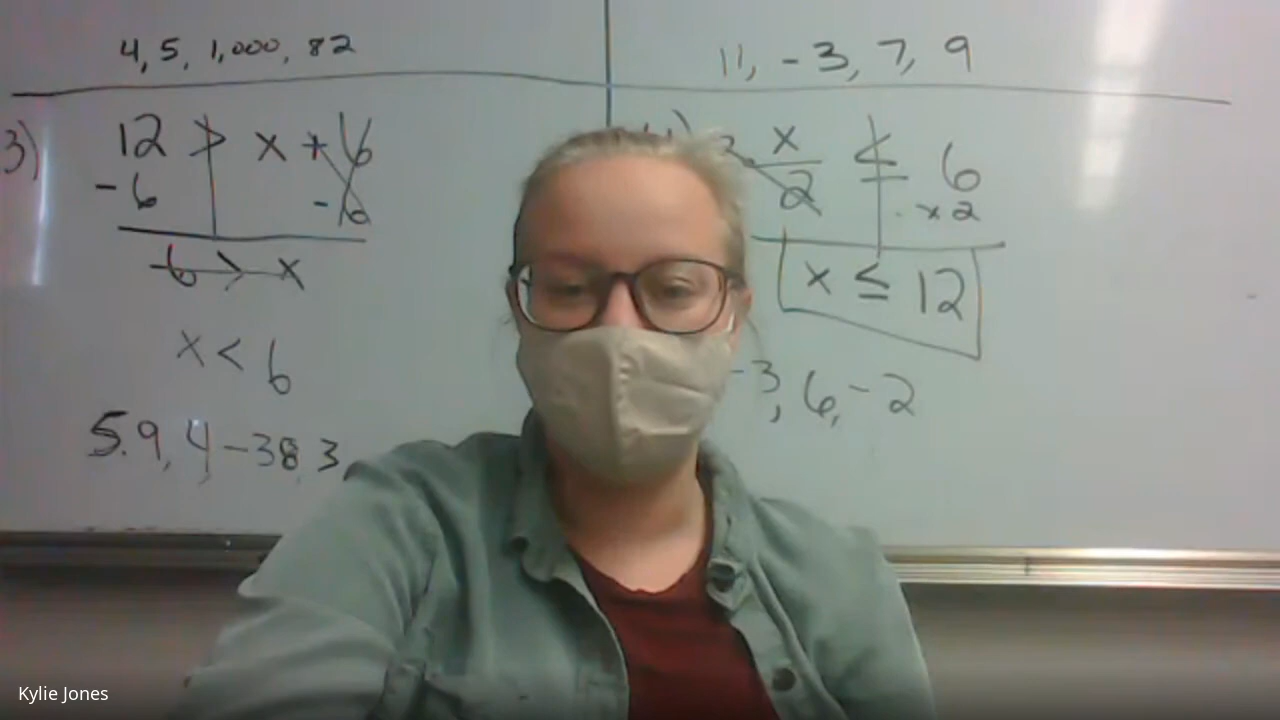 4, 5, 1,000, 82
11, -3, 7, 9
3)
12 > x + 6
-6 -6
6 > x
x < 6
5.9, 4, -38, 3
x/2 ≤ 6
x2
x ≤ 12
-3, 6, -2
Kylie Jones